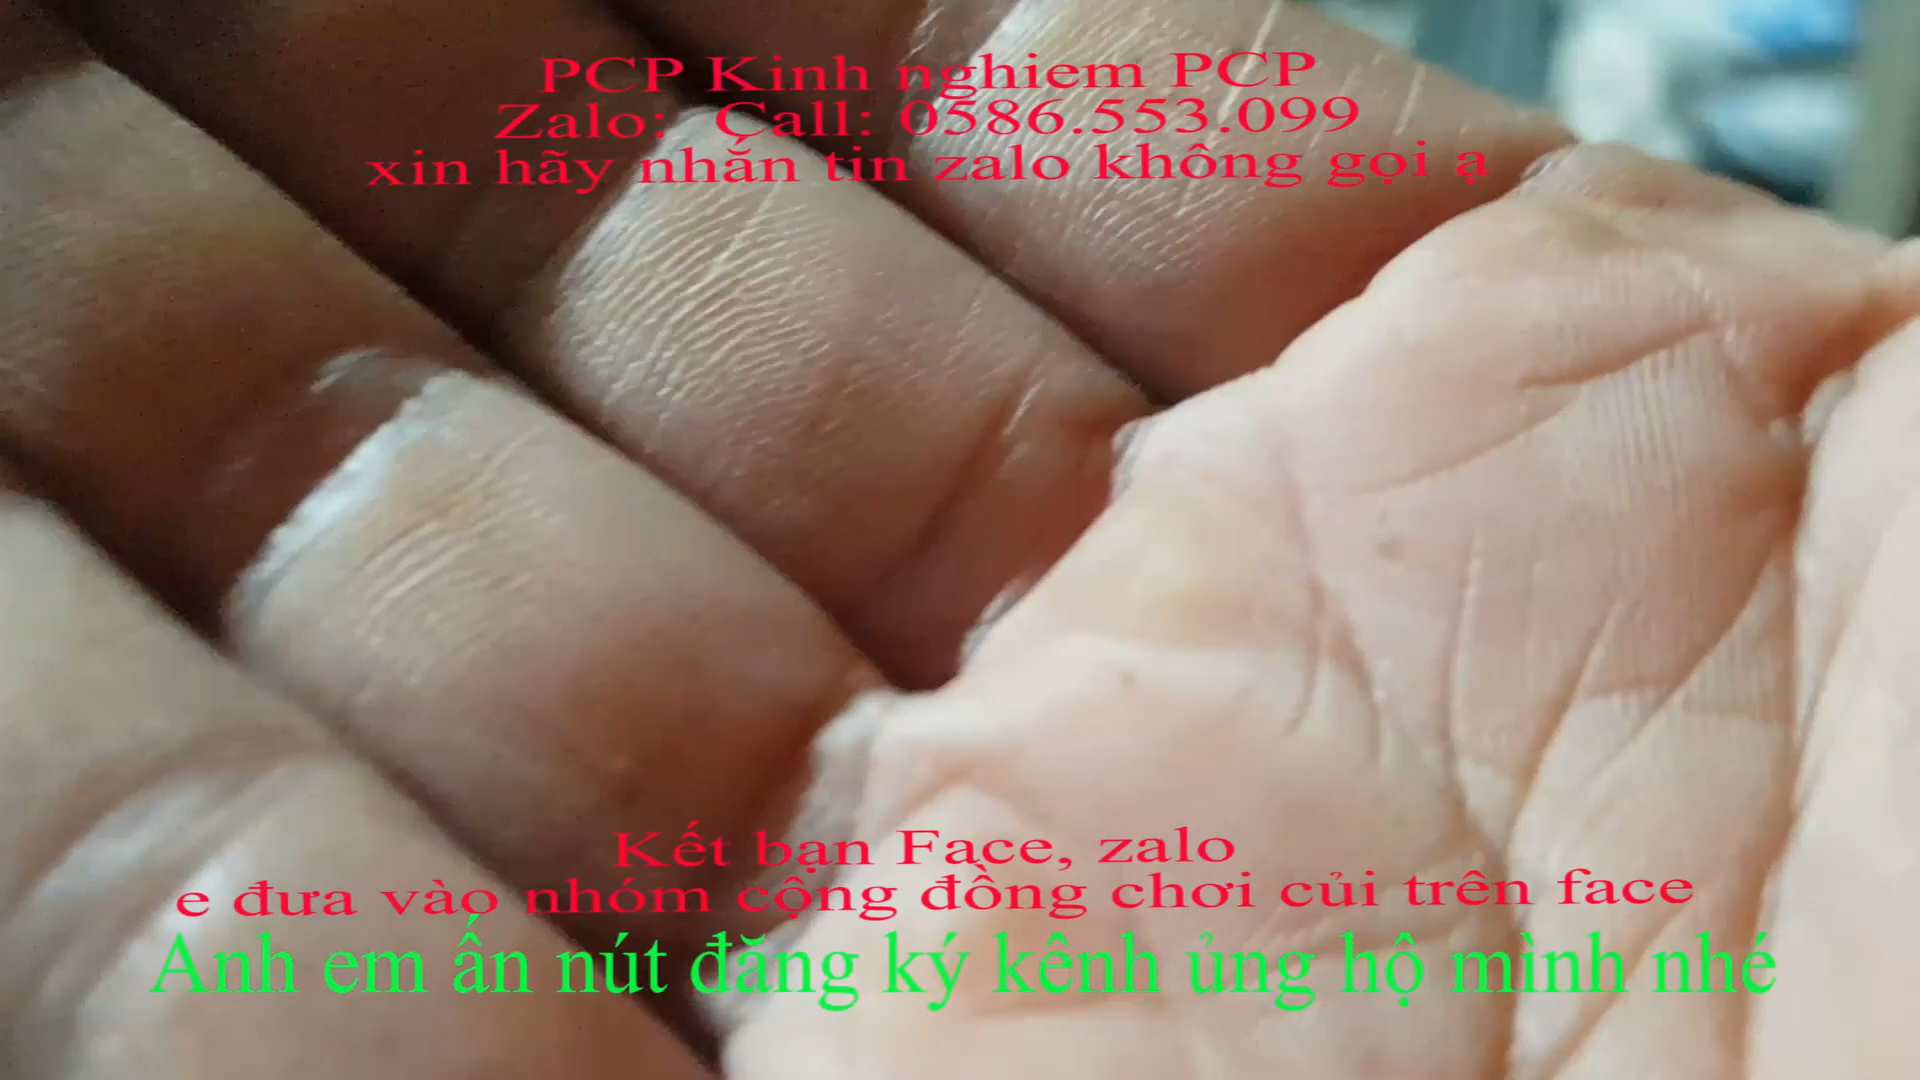 PCP Kinh nghiem PCP
Zalo: Call: 0586.553.099
xin hãy nhắn tin zalo không gọi ạ
Kết bạn Face, zalo
e đưa vào nhóm cộng đồng chơi củi trên face
Anh em ấn nút đăng ký kênh ủng hộ mình nhé